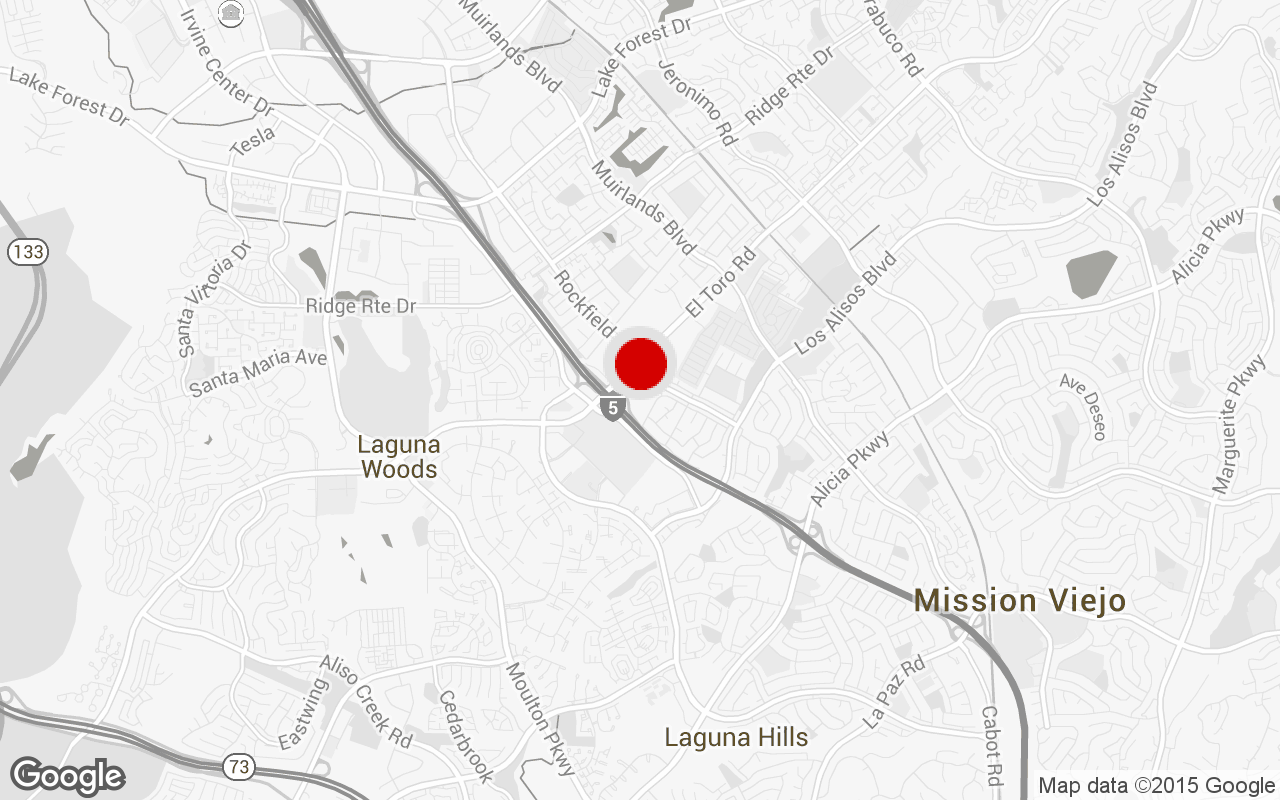 Muirlands Blvd
Irvine Center Dr
Lake Forest Dr
Lake Forest Dr
Jeronimo Rd
Ridge Rte Dr
rabuco Rd
Los Alisos Blvd
Tesla
Muirlands Blvd
Alicia Pkwy
133
Santa Victoria Dr
El Toro Rd
Los Alisos Blvd
Ridge Rte Dr
Rockfield
Santa Maria Ave
Ave Deseo
Marguerite Pkwy
5
Laguna
Woods
Alicia Pkwy
Mission Viejo
Aliso Creek Rd
Eastwing
Cedarbrook
Moulton Pkwy
La Paz Rd
Laguna Hills
Cabot Rd
73
Google
Map data ©2015 Google